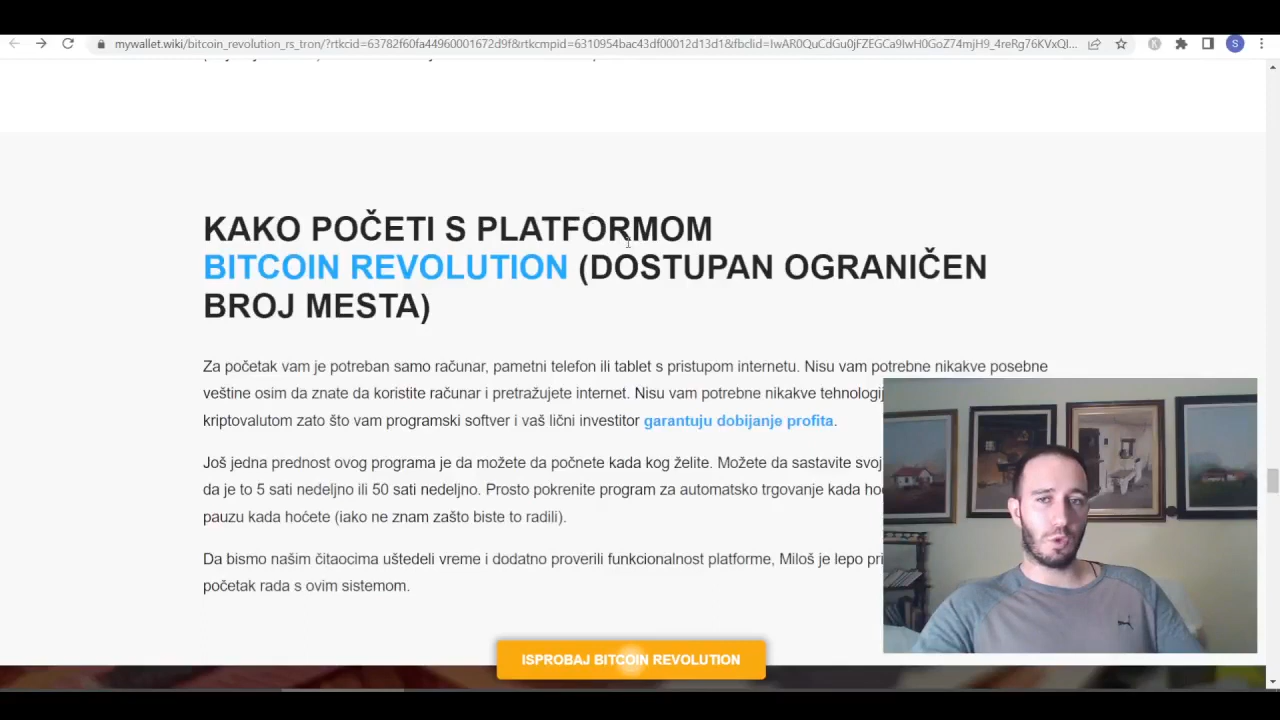 mywallet.wiki/bitcoin_revolution_rs_tron/?rtkcid=63782f60fa44960001672d9f&rtkcmpid=6310954bac43df00012d13d1&fbclid=IwAR0QuCdGu0jFZEGCa9IwH0GoZ74mjH9_4reRg76KVxQI...
S
KAKO POČETI S PLATFORMOM
BITCOIN REVOLUTION (DOSTUPAN OGRANIČEN
BROJ MESTA)
Za početak vam je potreban samo računar, pametni telefon ili tablet s pristupom internetu. Nisu vam potrebne nikakve posebne
veštine osim da znate da koristite računar i pretražujete internet. Nisu vam potrebne nikakve tehnologij
kriptovalutom zato što vam programski softver i vaš lični investitor garantuju dobijanje profita.
Još jedna prednost ovog programa je da možete da počnete kada kog želite. Možete da sastavite svoj
da je to 5 sati nedeljno ili 50 sati nedeljno. Prosto pokrenite program za automatsko trgovanje kada hoć
pauzu kada hoćete (iako ne znam zašto biste to radili).
Da bismo našim čitaocima uštedeli vreme i dodatno proverili funkcionalnost platforme, Miloš je lepo pri
početak rada s ovim sistemom.
ISPROBAJ BITCOIN REVOLUTION